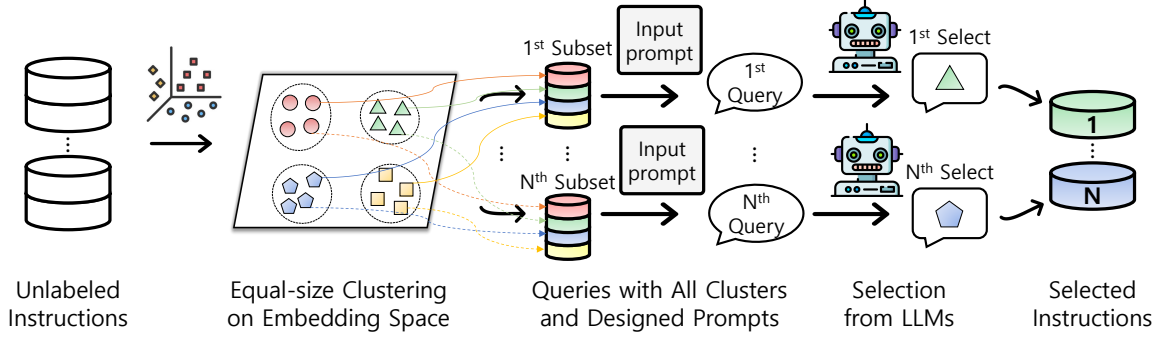 1st Subset
Input
prompt
1st
Query
1st Select
1
Nth Subset
Input
prompt
Nth
Query
Nth Select
N
Unlabeled
Instructions
Equal-size Clustering
on Embedding Space
Queries with All Clusters
and Designed Prompts
Selection
from LLMs
Selected
Instructions